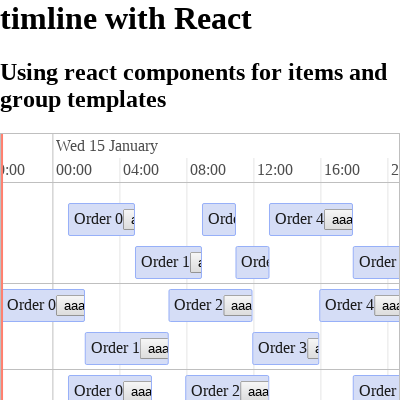 timline with React
Using react components for items and
group templates
Wed 15 January
:00 00:00 04:00 08:00 12:00 16:00 2
Order 0 a Ord Order 4 aaa
Order 1 a Orde Order
Order 0 aaa Order 2 aaa Order 4 aaa
Order 1 aaa Order 3 a
Order 0 aaa Order 2 aaa Order